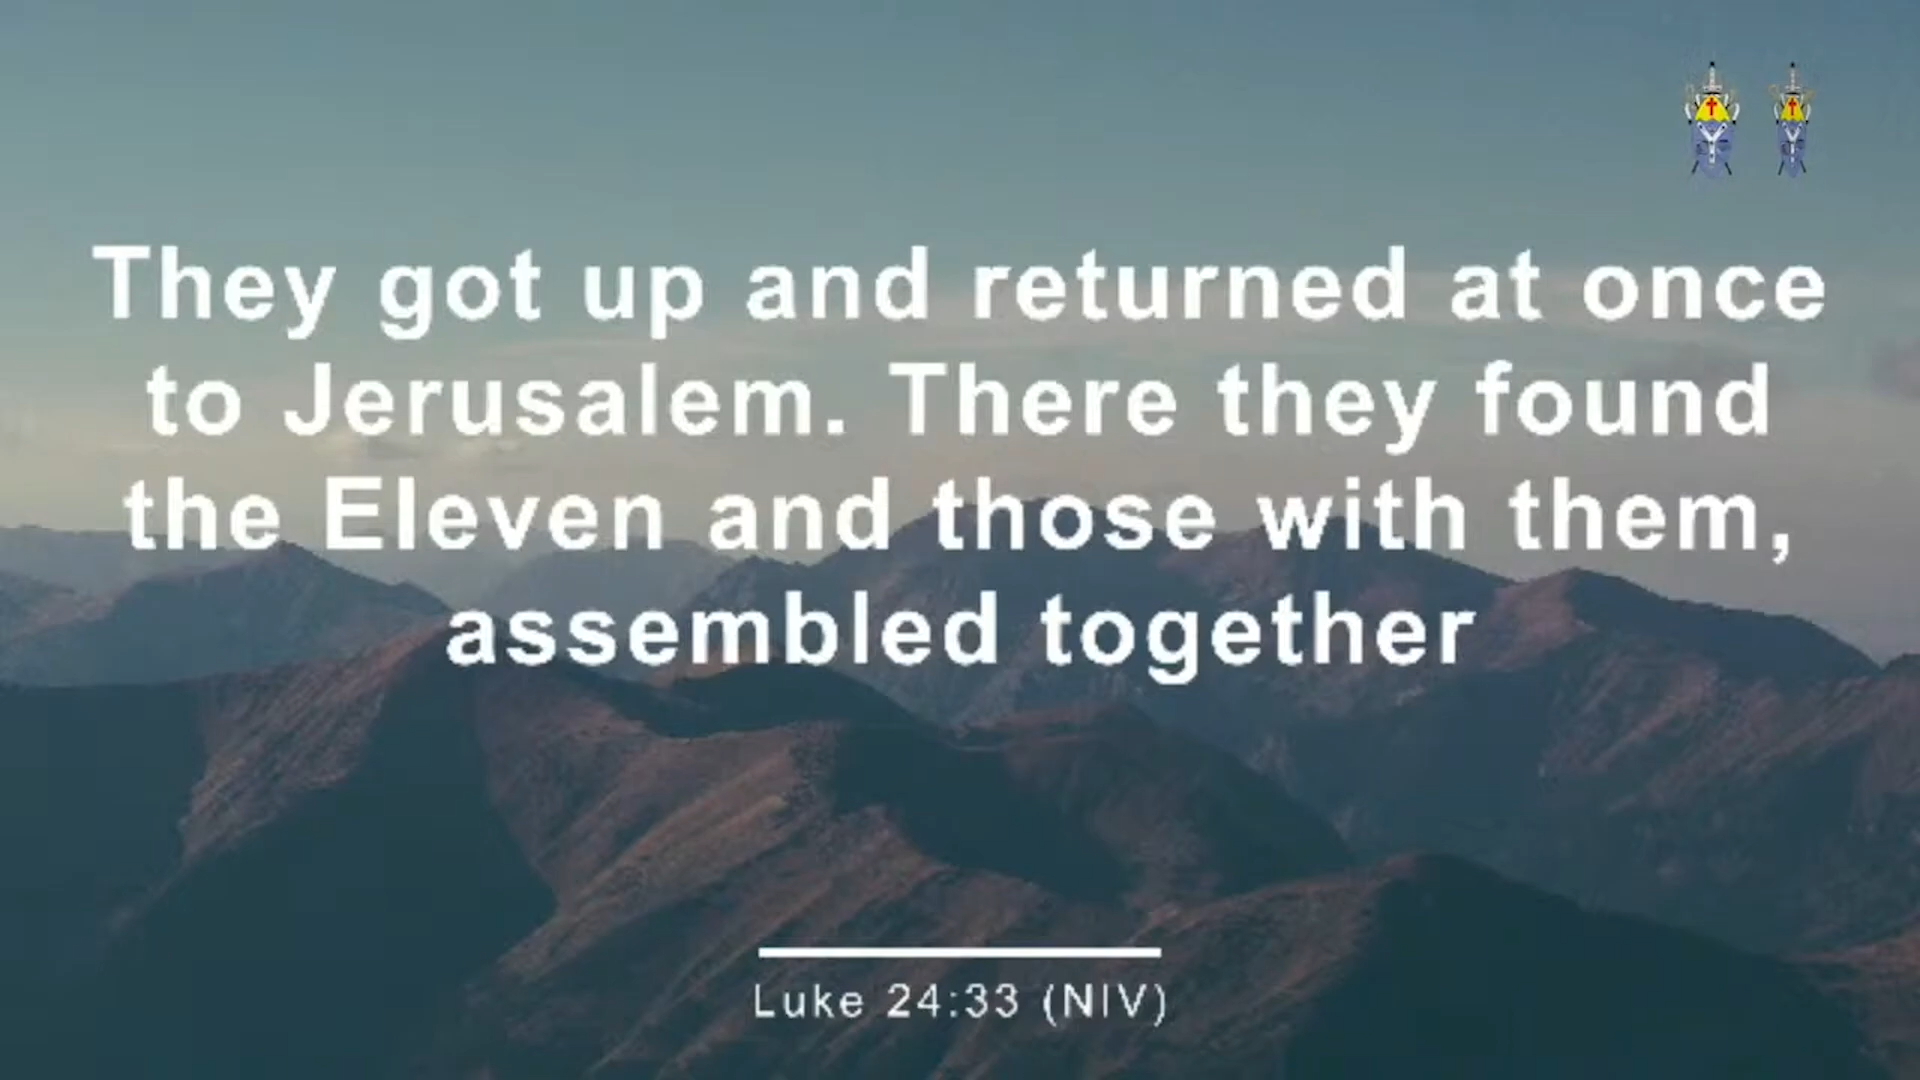 They got up and returned at once
to Jerusalem. There they found
the Eleven and those with them,
assembled together
Luke 24:33 (NIV)